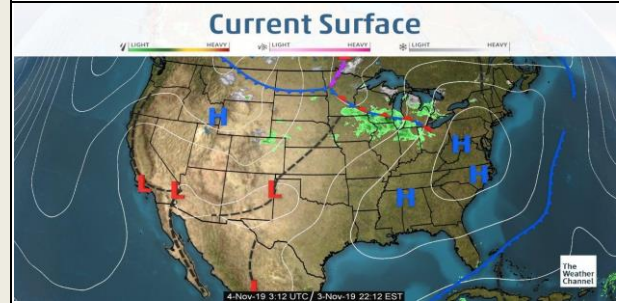 Current Surface
LIGHT HEAVY LIGHT HEAVY LIGHT HEAVY
H
H
H
H
L
L
L
L
4-Nov-19 3:12 UTC / 3-Nov-19 22:12 EST
The
Weather
Channel